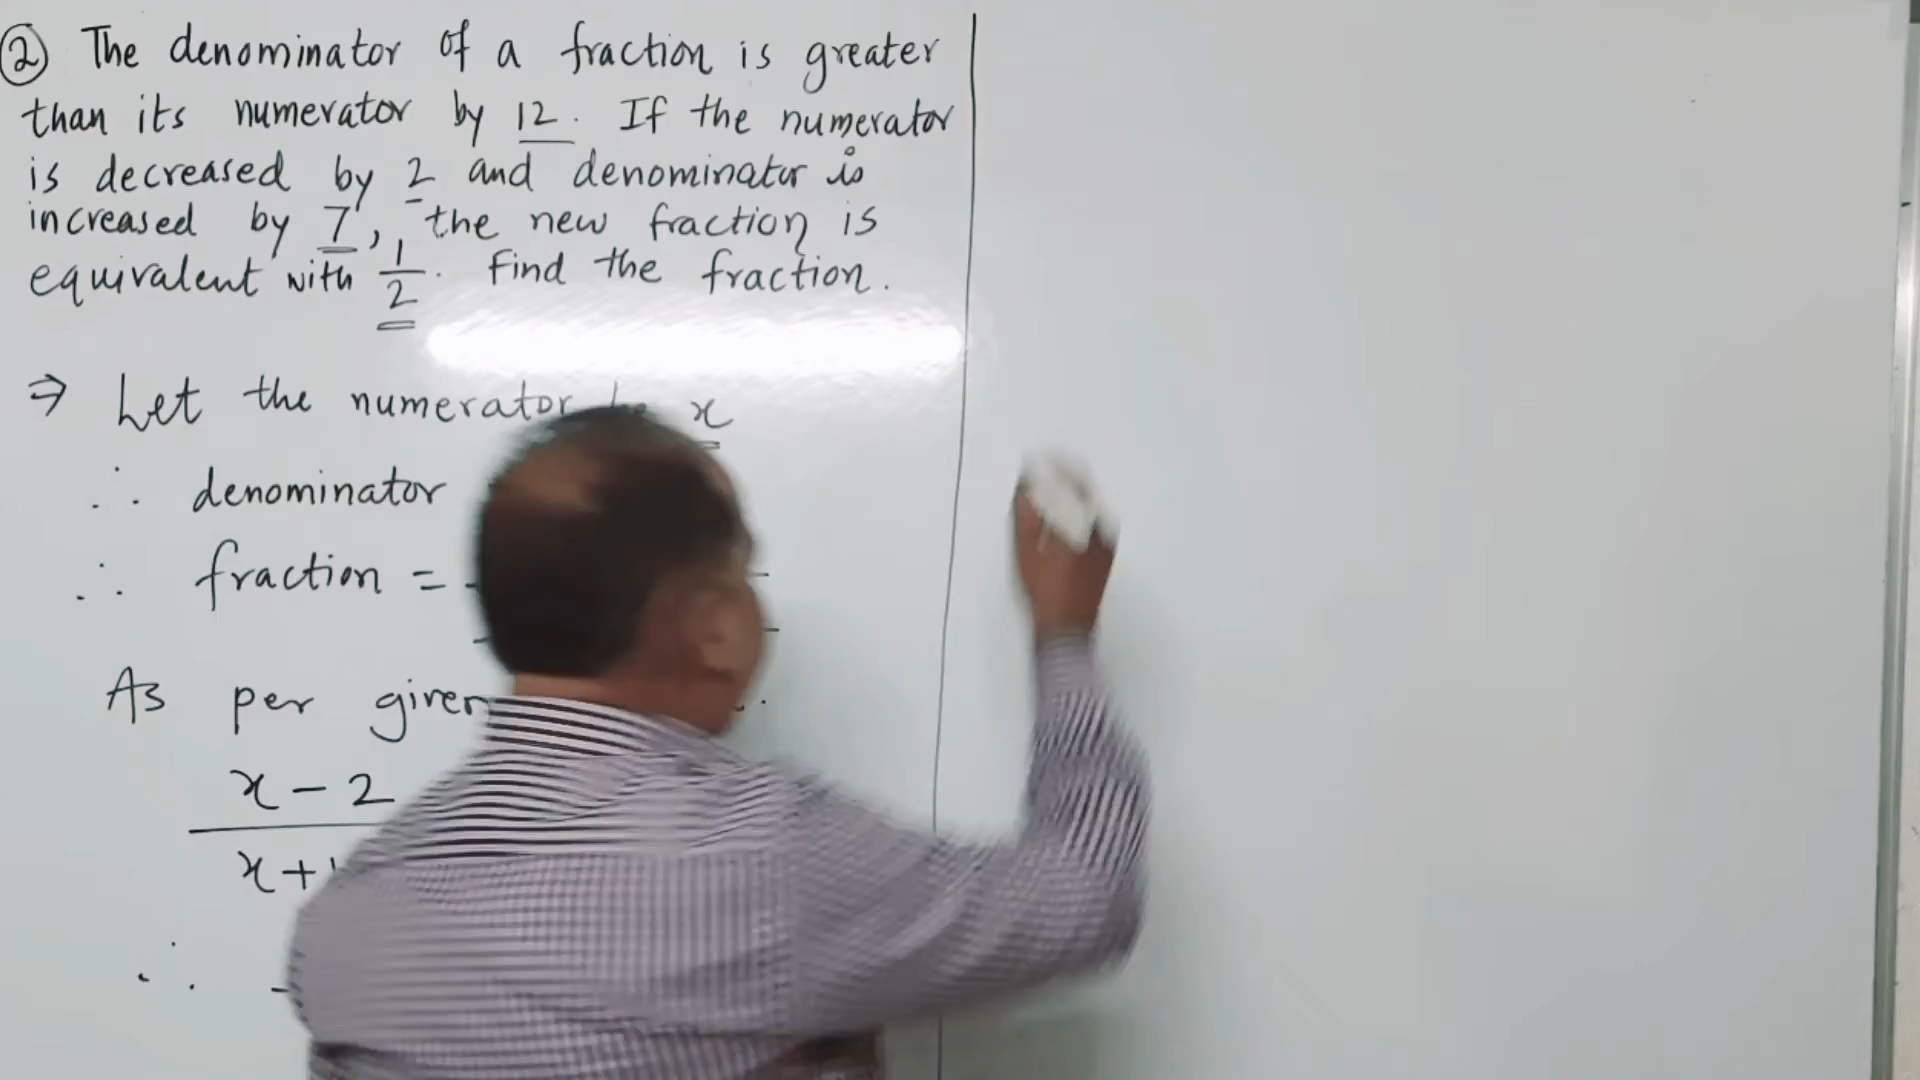 ② The denominator of a fraction is greater
than its numerator by 12. If the numerator
is decreased by 2 and denominator is
increased by 7, the new fraction is
equivalent with 1/2. Find the fraction.
⇒ Let the numerator x
∴ denominator
∴ fraction =
As per given
x - 2
x +
∴